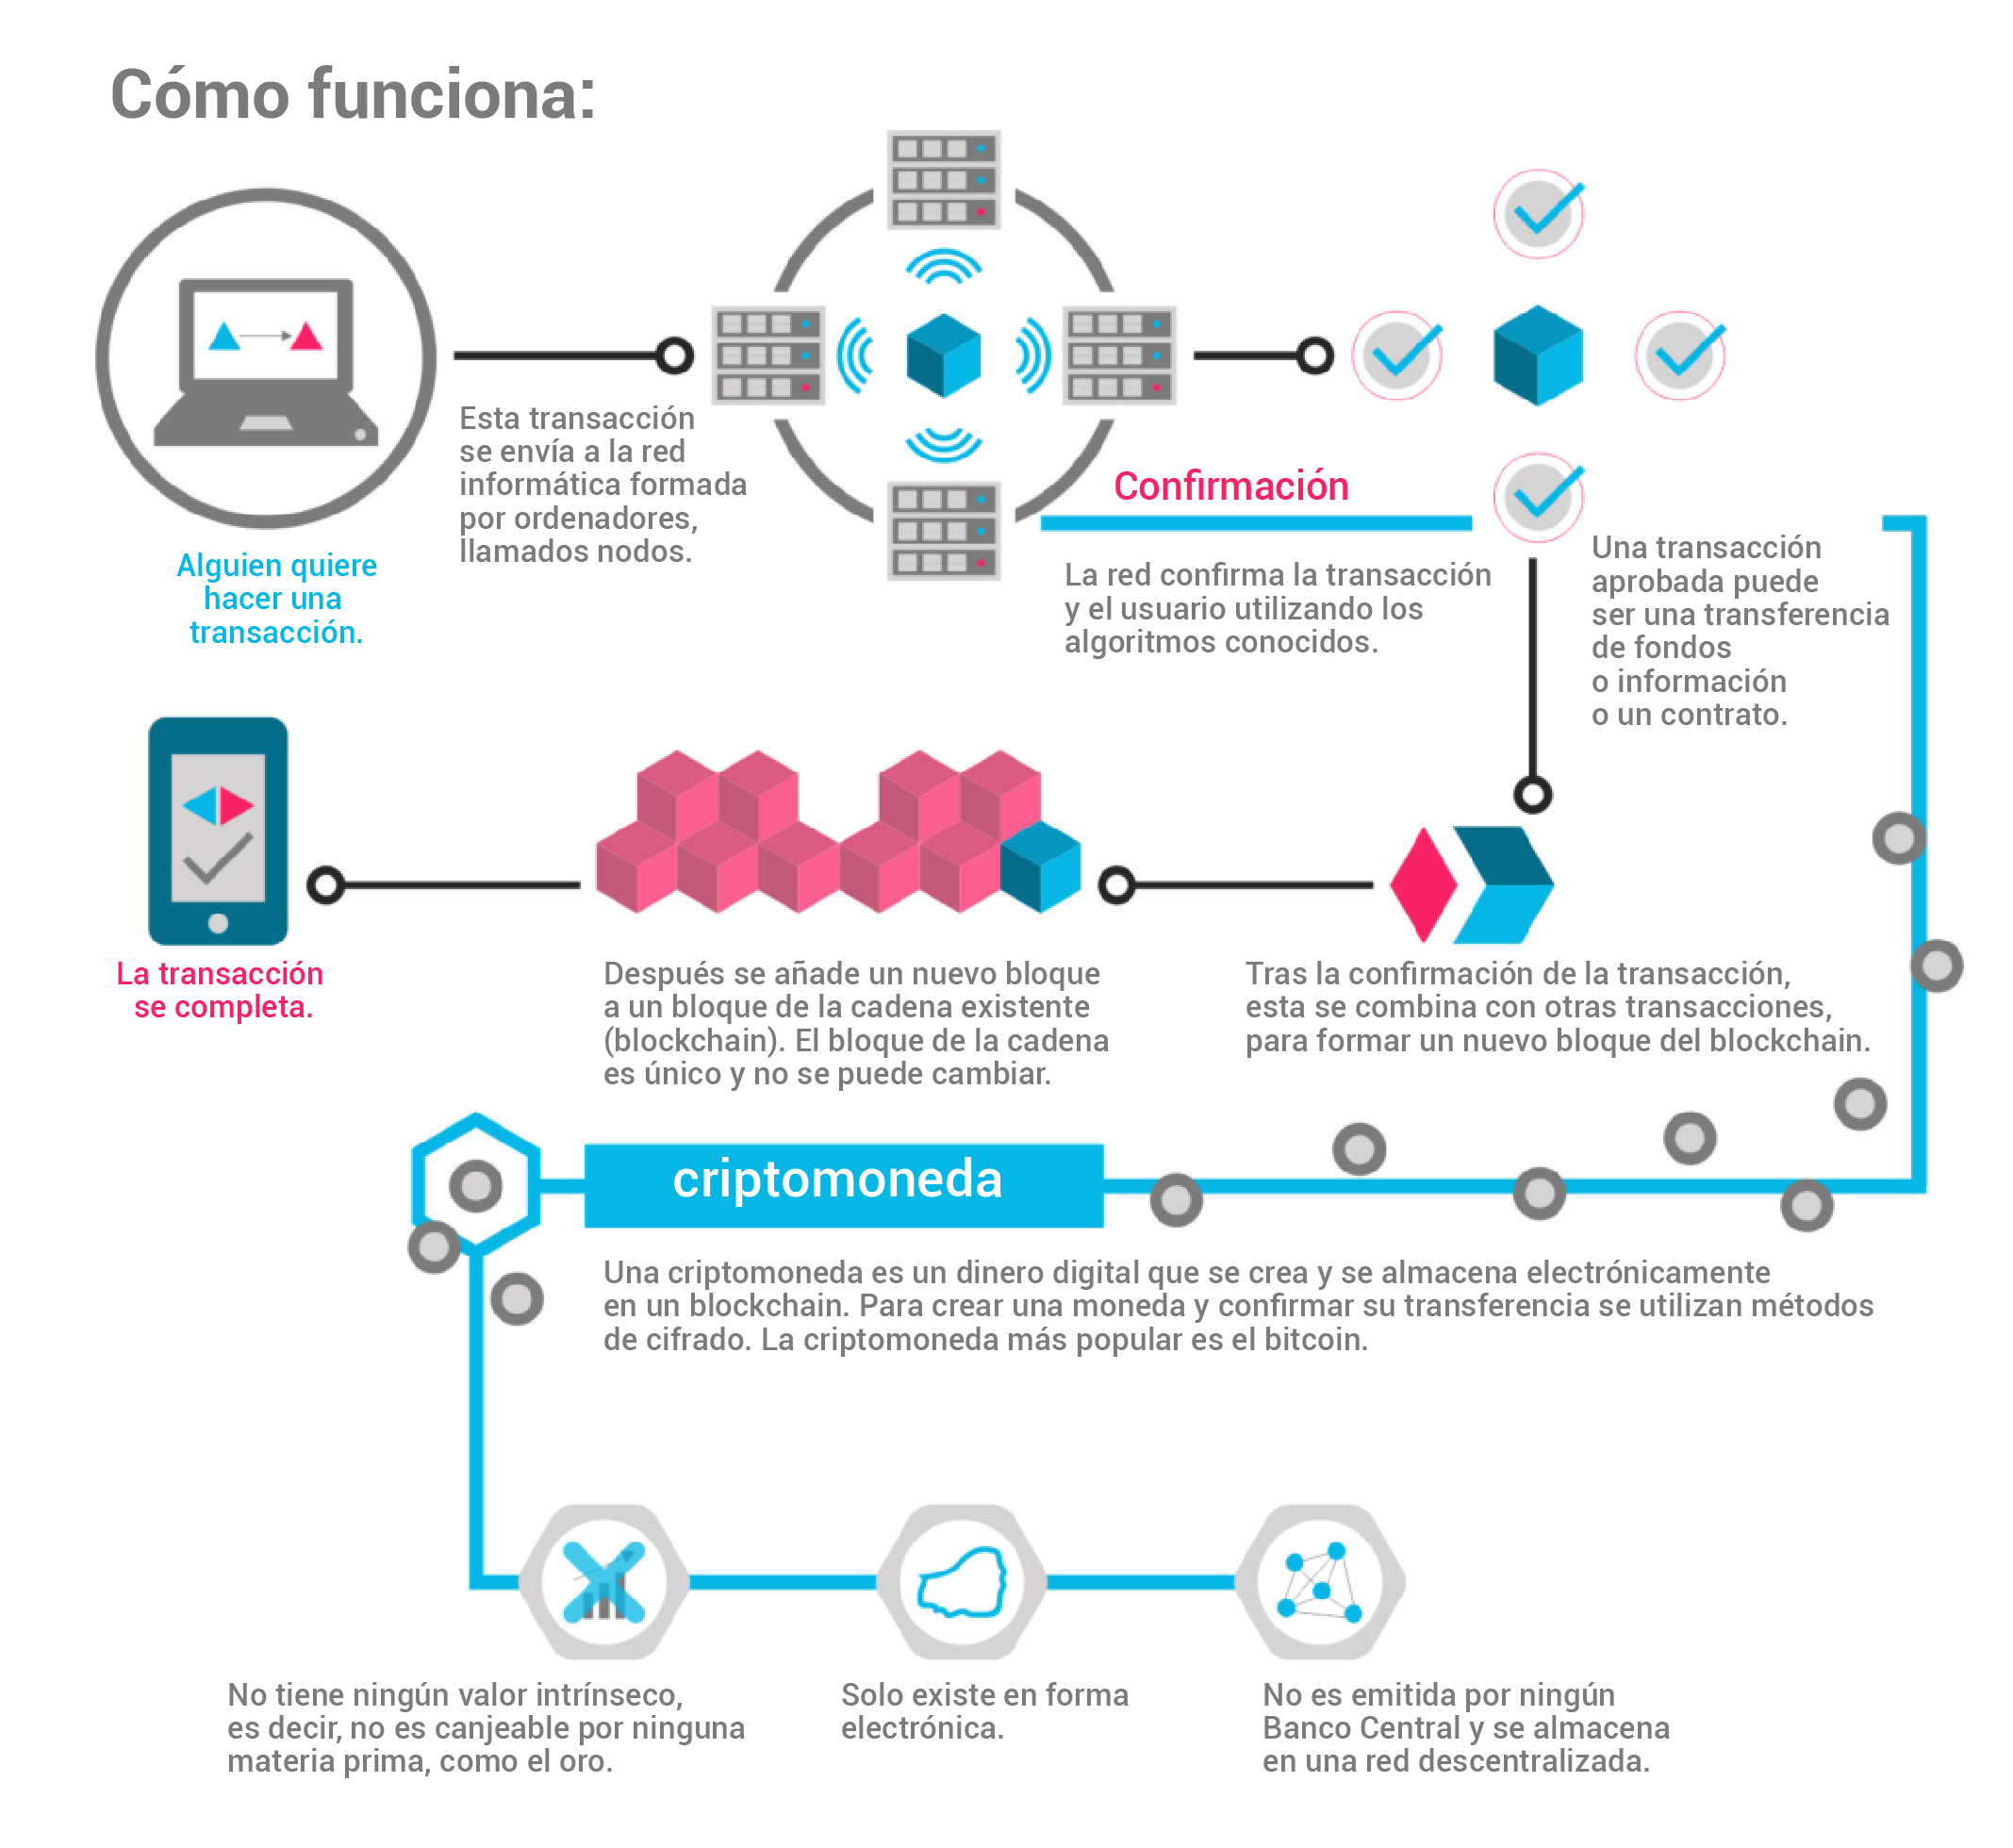 Cómo funciona:
Alguien quiere
hacer una
transacción.
Esta transacción
se envía a la red
informática formada
por ordenadores,
llamados nodos.
Confirmación
La red confirma la transacción
y el usuario utilizando los
algoritmos conocidos.
Una transacción
aprobada puede
ser una transferencia
de fondos
o información
o un contrato.
Tras la confirmación de la transacción,
esta se combina con otras transacciones,
para formar un nuevo bloque del blockchain.
Después se añade un nuevo bloque
a un bloque de la cadena existente
(blockchain). El bloque de la cadena
es único y no se puede cambiar.
La transacción
se completa.
criptomoneda
Una criptomoneda es un dinero digital que se crea y se almacena electrónicamente
en un blockchain. Para crear una moneda y confirmar su transferencia se utilizan métodos
de cifrado. La criptomoneda más popular es el bitcoin.
No tiene ningún valor intrínseco,
es decir, no es canjeable por ninguna
materia prima, como el oro.
Solo existe en forma
electrónica.
No es emitida por ningún
Banco Central y se almacena
en una red descentralizada.